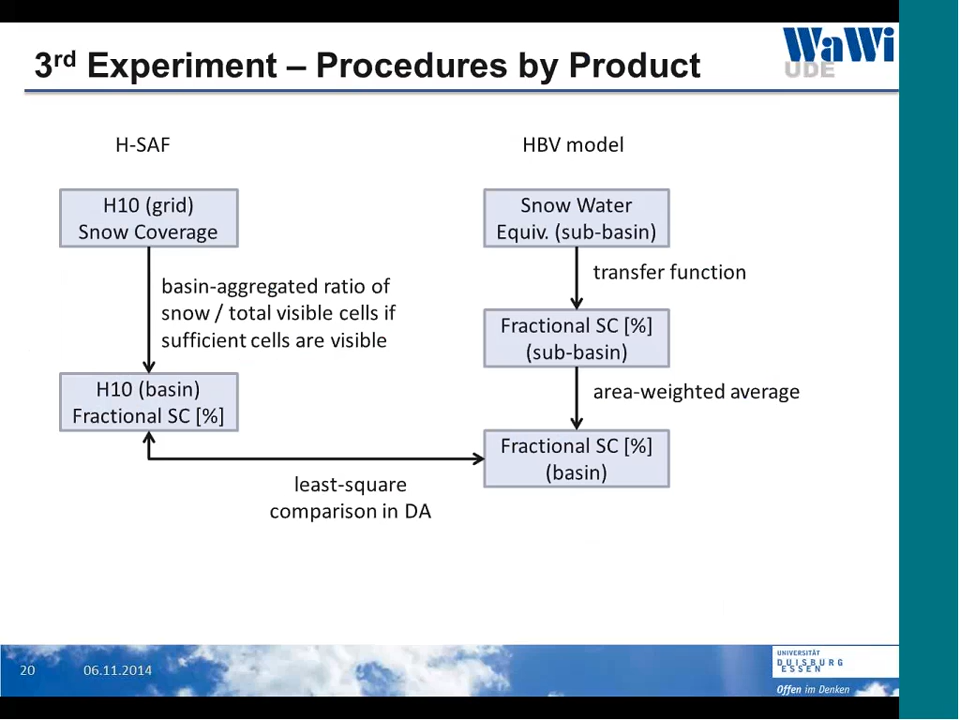 3rd Experiment – Procedures by Product
WaWi
UDE
H-SAF
HBV model
H10 (grid)
Snow Coverage
Snow Water
Equiv. (sub-basin)
transfer function
basin-aggregated ratio of
snow / total visible cells if
sufficient cells are visible
Fractional SC [%]
(sub-basin)
H10 (basin)
Fractional SC [%]
area-weighted average
Fractional SC [%]
(basin)
least-square
comparison in DA
20
06.11.2014
UNIVERSITÄT
DUISBURG
ESSEN
Offen im Denken